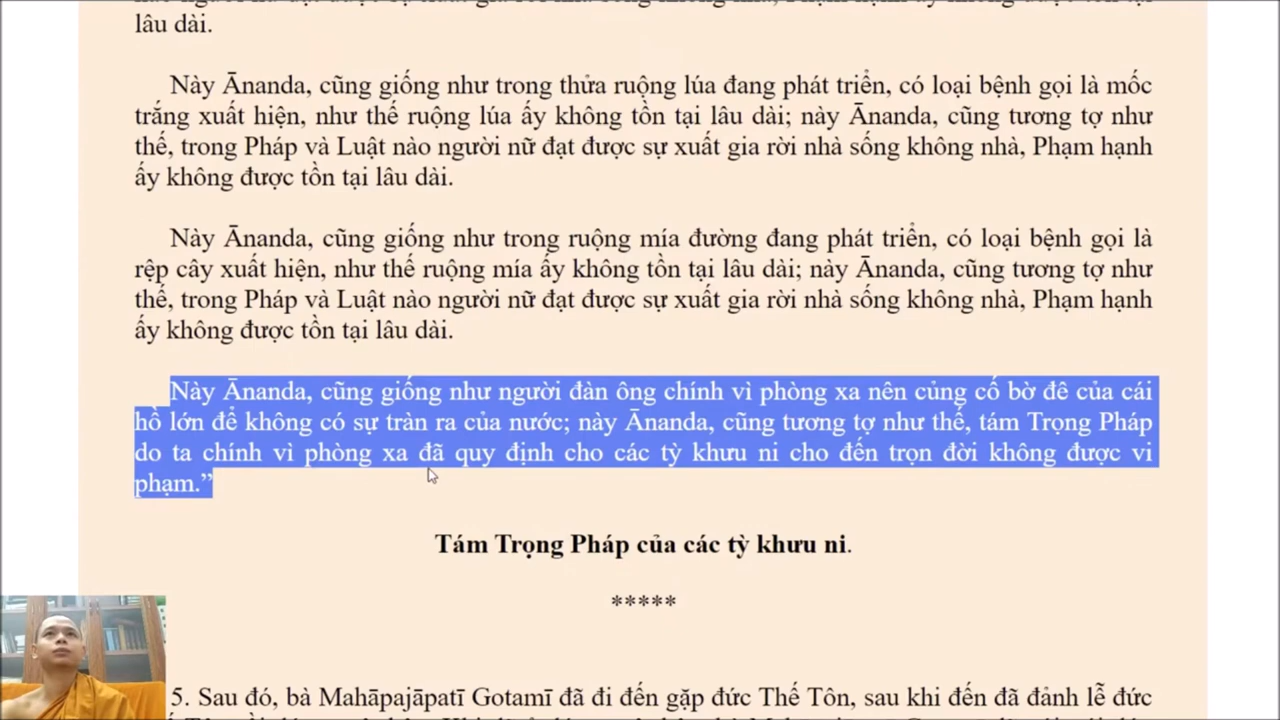 lâu dài.
Này Ānanda, cũng giống như trong thửa ruộng lúa đang phát triển, có loại bệnh gọi là mốc
trắng xuất hiện, như thế ruộng lúa ấy không tồn tại lâu dài; này Ānanda, cũng tương tợ như
thế, trong Pháp và Luật nào người nữ đạt được sự xuất gia rời nhà sống không nhà, Phạm hạnh
ấy không được tồn tại lâu dài.
Này Ānanda, cũng giống như trong ruộng mía đường đang phát triển, có loại bệnh gọi là
rệp cây xuất hiện, như thế ruộng mía ấy không tồn tại lâu dài; này Ānanda, cũng tương tợ như
thế, trong Pháp và Luật nào người nữ đạt được sự xuất gia rời nhà sống không nhà, Phạm hạnh
ấy không được tồn tại lâu dài.
Này Ānanda, cũng giống như người đàn ông chính vì phòng xa nên củng cố bờ đê của cái
hồ lớn để không có sự tràn ra của nước; này Ānanda, cũng tương tợ như thế, tám Trọng Pháp
do ta chính vì phòng xa đã quy định cho các tỳ khưu ni cho đến trọn đời không được vi
phạm.”
Tám Trọng Pháp của các tỳ khưu ni.
*****
5. Sau đó, bà Mahāpajāpatī Gotamī đã đi đến gặp đức Thế Tôn, sau khi đến đã đảnh lễ đức